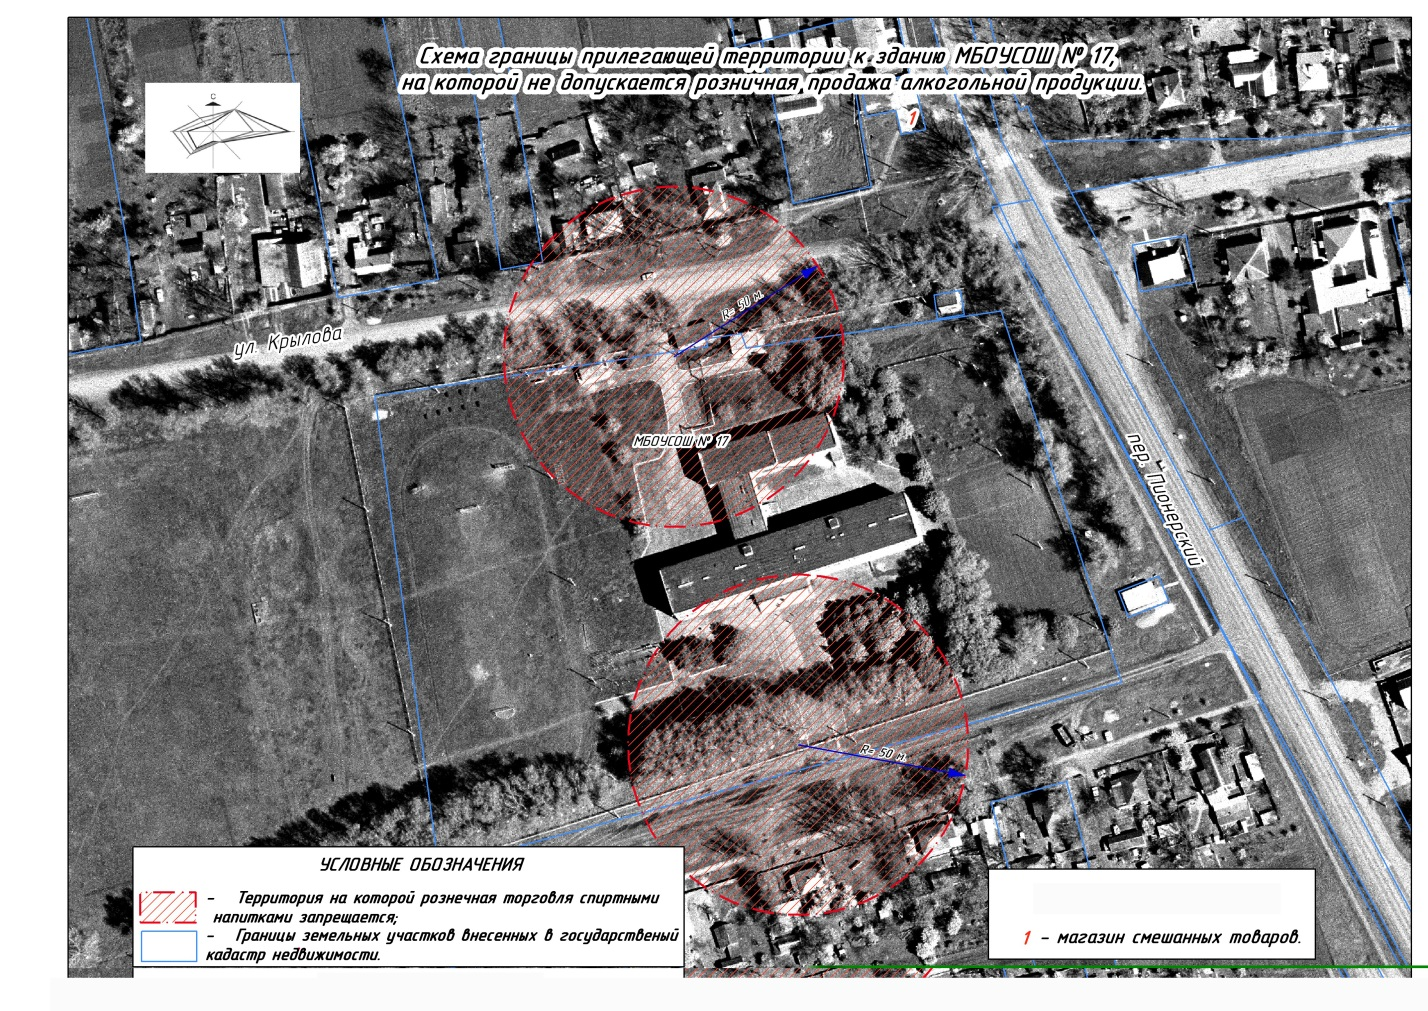 Схема границы прилегающей территории к зданию МБОУСОШ № 17,
на которой не допускается розничная продажа алкогольной продукции.
С
1
R= 50 м.
ул. Крылова
МБОУСОШ № 17
пер. Пионерский
R= 50 м.
УСЛОВНЫЕ ОБОЗНАЧЕНИЯ
- Территория на которой рознечная торговля спиртными
напитками запрещается;
- Границы земельных участков внесенных в государственый
кадастр недвижимости.
1 - магазин смешанных товаров.